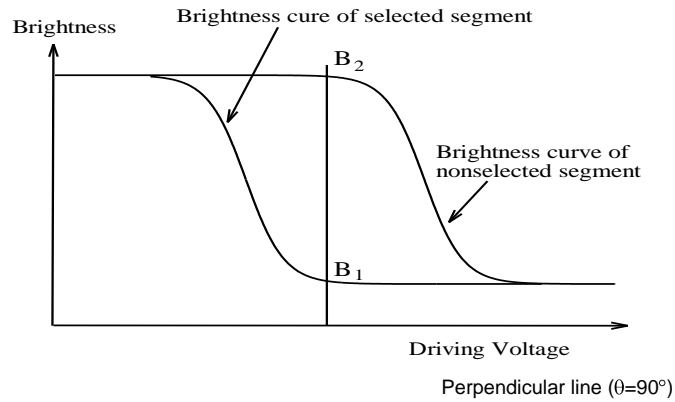 Brightness cure of selected segment
Brightness
B2
Brightness curve of
nonselected segment
B1
Driving Voltage
Perpendicular line (θ=90°)